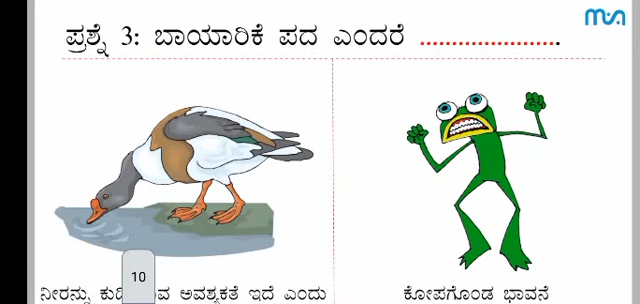 ಪ್ರಶ್ನೆ 3: ಬಾಯಾರಿಕೆ ಪದ ಎಂದರೆ .......................
ನೀರನ್ನು ಅವಶ್ಯಕತೆ ಇದೆ ಎಂದು
ಕೋಪಗೊಂಡ ಭಾವನೆ
10